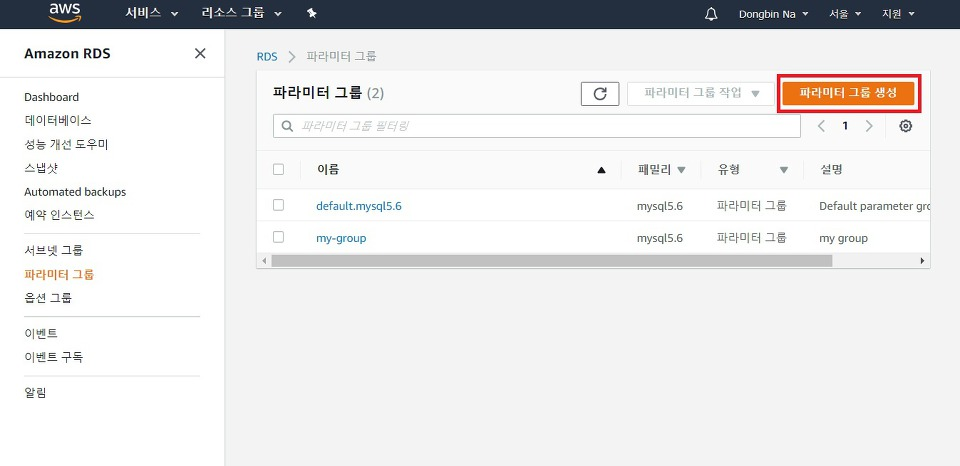 aws 서비스 리소스 그룹 Dongbin Na 서울 지원
Amazon RDS
Dashboard
데이터베이스
성능 개선 도우미
스냅샷
Automated backups
예약 인스턴스
서브넷 그룹
파라미터 그룹
옵션 그룹
이벤트
이벤트 구독
알림
RDS > 파라미터 그룹
파라미터 그룹 (2) 파라미터 그룹 작업 파라미터 그룹 생성
파라미터 그룹 필터링 1
이름 패밀리 유형 설명
default.mysql5.6 mysql5.6 파라미터 그룹 Default parameter gro
my-group mysql5.6 파라미터 그룹 my group